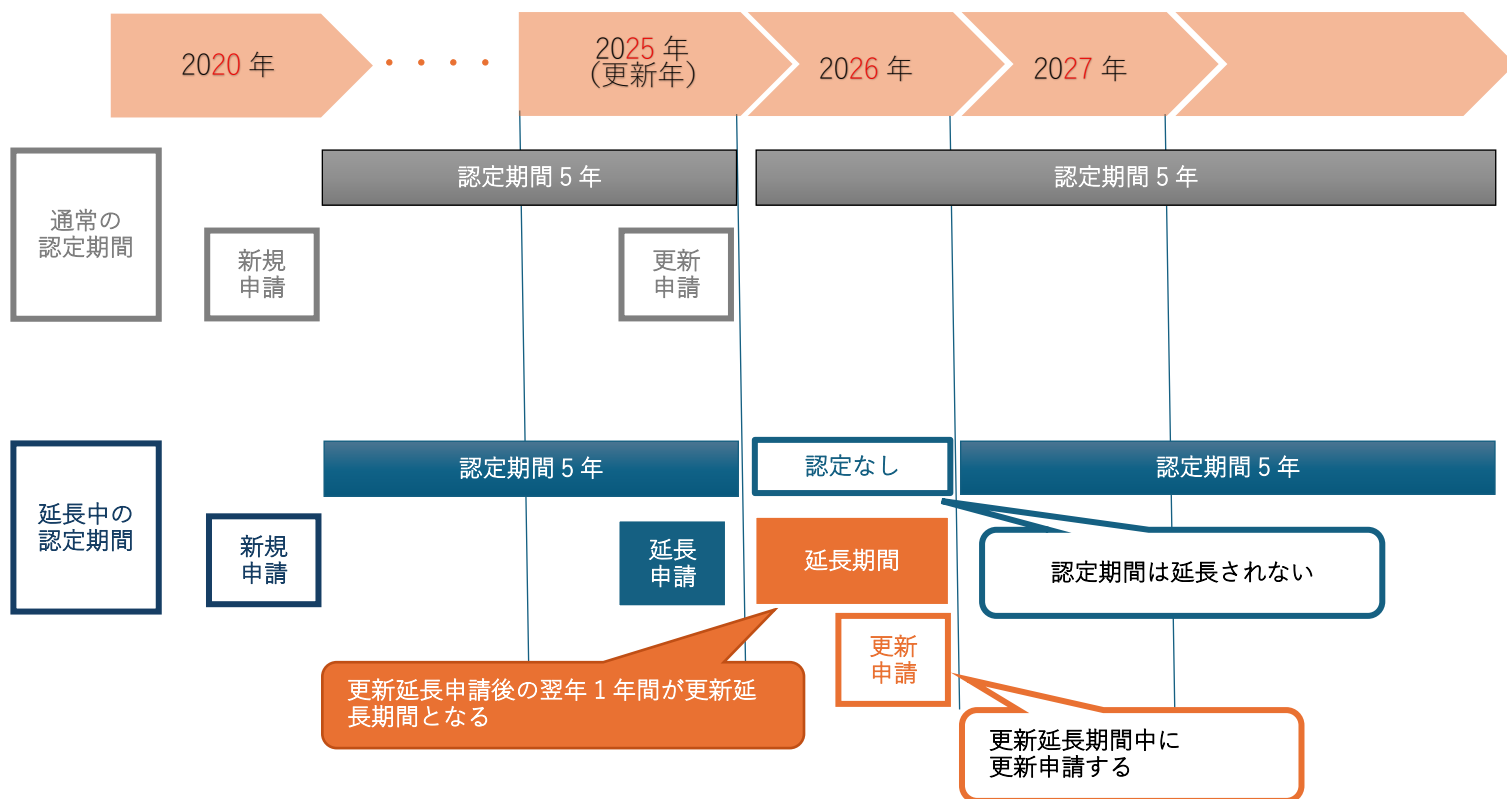 2020 年
・・・・
2025 年
(更新年)
2026 年
2027 年
通常の
認定期間
認定期間 5 年
認定期間 5 年
新規
申請
更新
申請
延長中の
認定期間
認定期間 5 年
認定なし
認定期間 5 年
新規
申請
延長
申請
延長期間
認定期間は延長されない
更新
申請
更新延長申請後の翌年 1 年間が更新延
長期間となる
更新延長期間中に
更新申請する